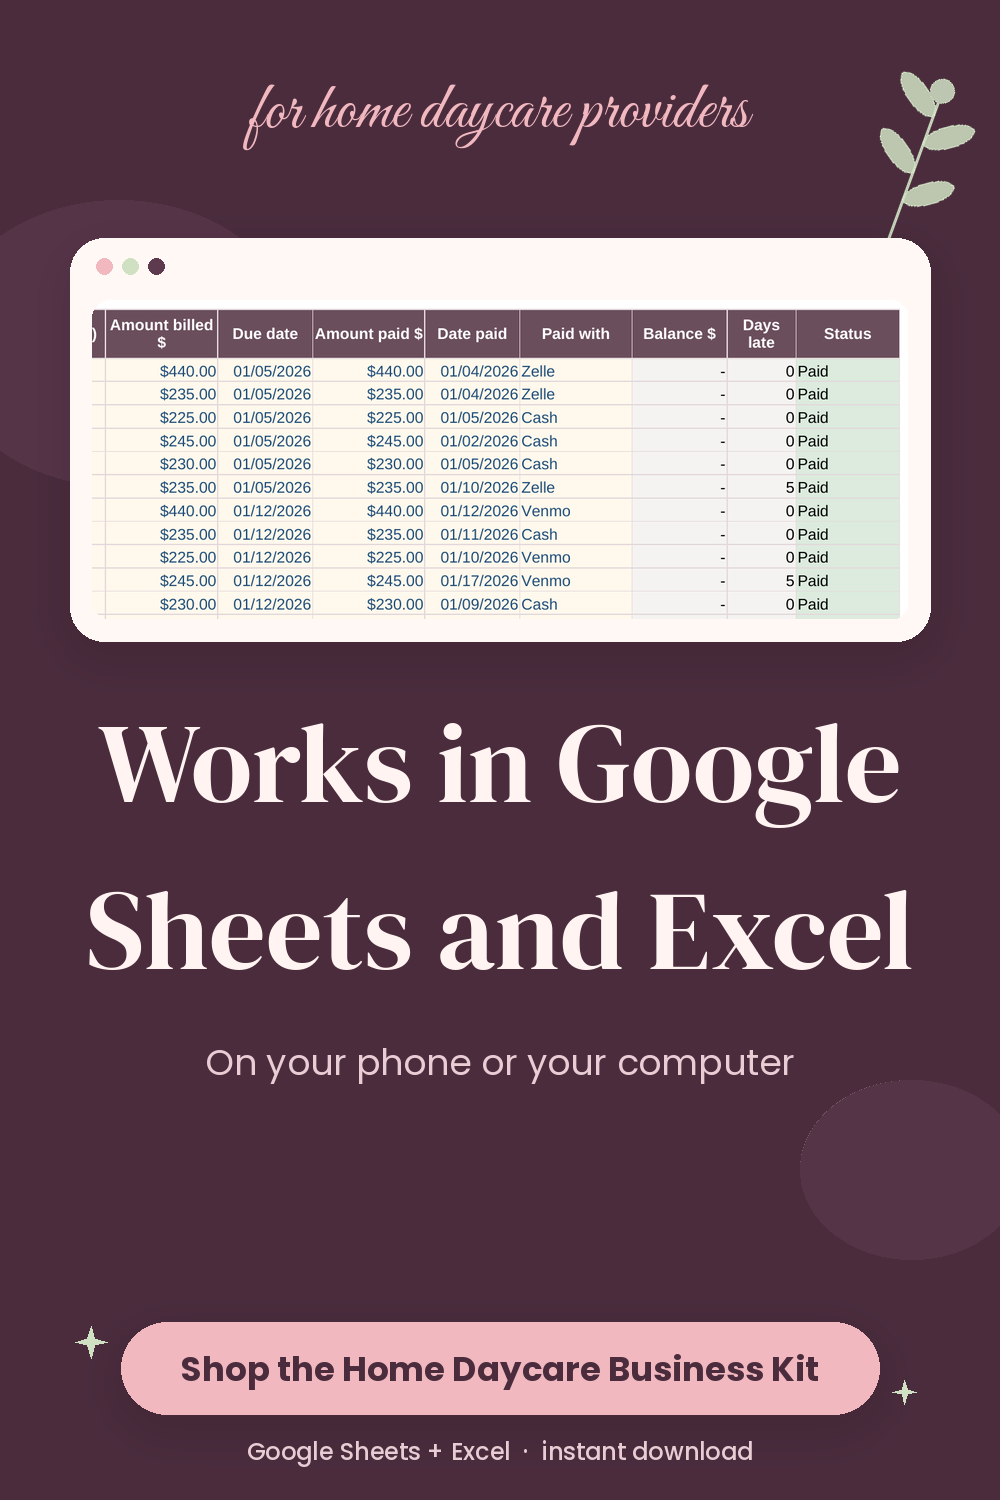 for home daycare providers
) Amount billed $ Due date Amount paid $ Date paid Paid with Balance $ Days late Status
$440.00 01/05/2026 $440.00 01/04/2026 Zelle - 0 Paid
$235.00 01/05/2026 $235.00 01/04/2026 Zelle - 0 Paid
$225.00 01/05/2026 $225.00 01/05/2026 Cash - 0 Paid
$245.00 01/05/2026 $245.00 01/02/2026 Cash - 0 Paid
$230.00 01/05/2026 $230.00 01/05/2026 Cash - 0 Paid
$235.00 01/05/2026 $235.00 01/10/2026 Zelle - 5 Paid
$440.00 01/12/2026 $440.00 01/12/2026 Venmo - 0 Paid
$235.00 01/12/2026 $235.00 01/11/2026 Cash - 0 Paid
$225.00 01/12/2026 $225.00 01/10/2026 Venmo - 0 Paid
$245.00 01/12/2026 $245.00 01/17/2026 Venmo - 5 Paid
$230.00 01/12/2026 $230.00 01/09/2026 Cash - 0 Paid
Works in Google
Sheets and Excel
On your phone or your computer
Shop the Home Daycare Business Kit
Google Sheets + Excel · instant download